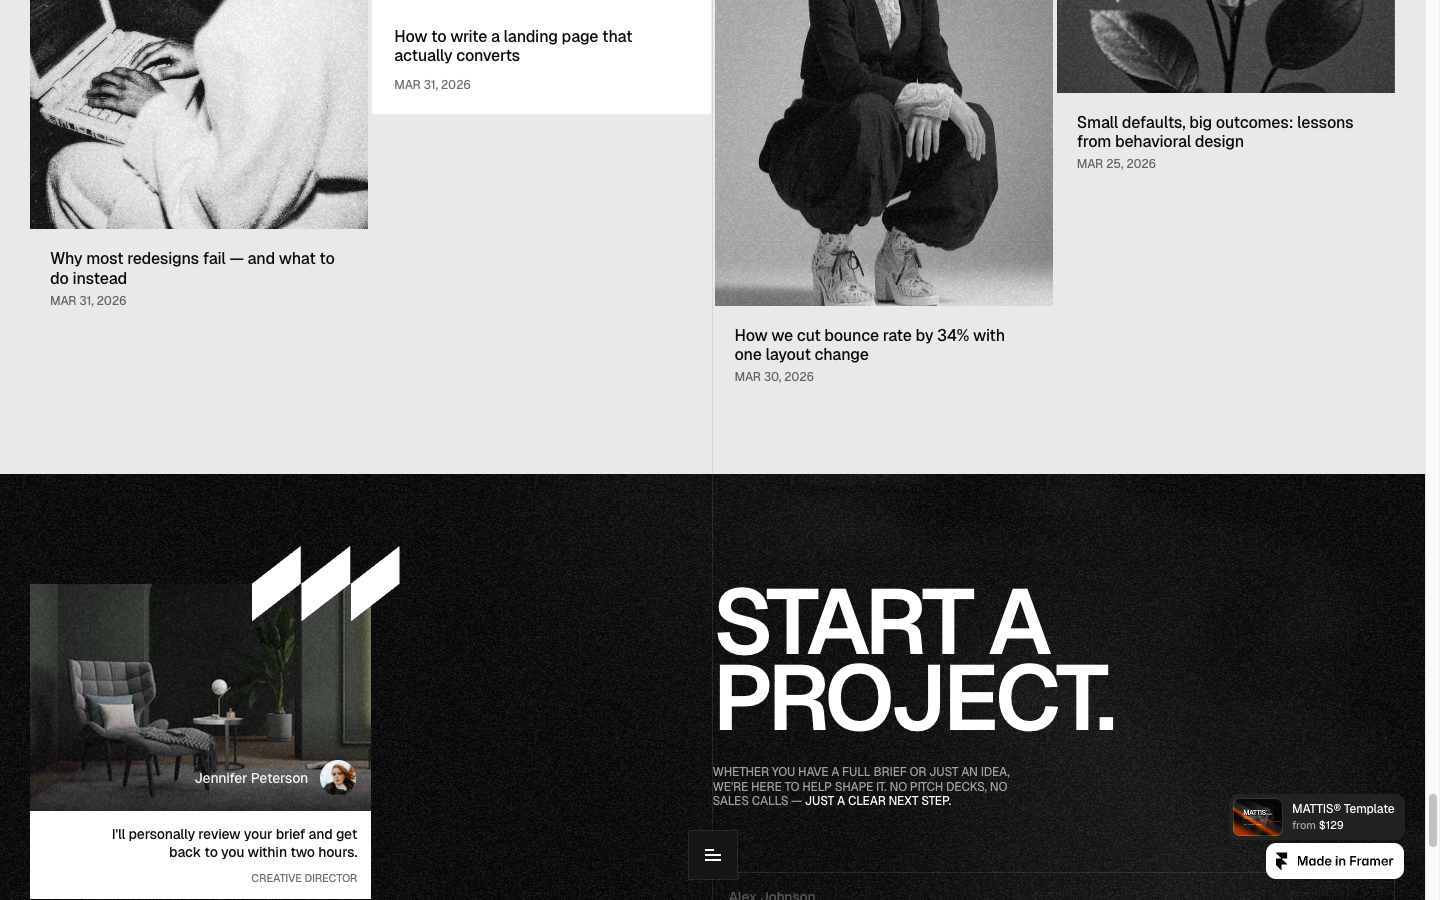 How to write a landing page that
actually converts
MAR 31, 2026
Small defaults, big outcomes: lessons
from behavioral design
MAR 25, 2026
Why most redesigns fail — and what to
do instead
MAR 31, 2026
How we cut bounce rate by 34% with
one layout change
MAR 30, 2026
START A
PROJECT.
Jennifer Peterson
I'll personally review your brief and get
back to you within two hours.
CREATIVE DIRECTOR
WHETHER YOU HAVE A FULL BRIEF OR JUST AN IDEA,
WE'RE HERE TO HELP SHAPE IT. NO PITCH DECKS, NO
SALES CALLS — JUST A CLEAR NEXT STEP.
Alex Johnson
MATTIS
MATTIS® Template
from $129
Made in Framer